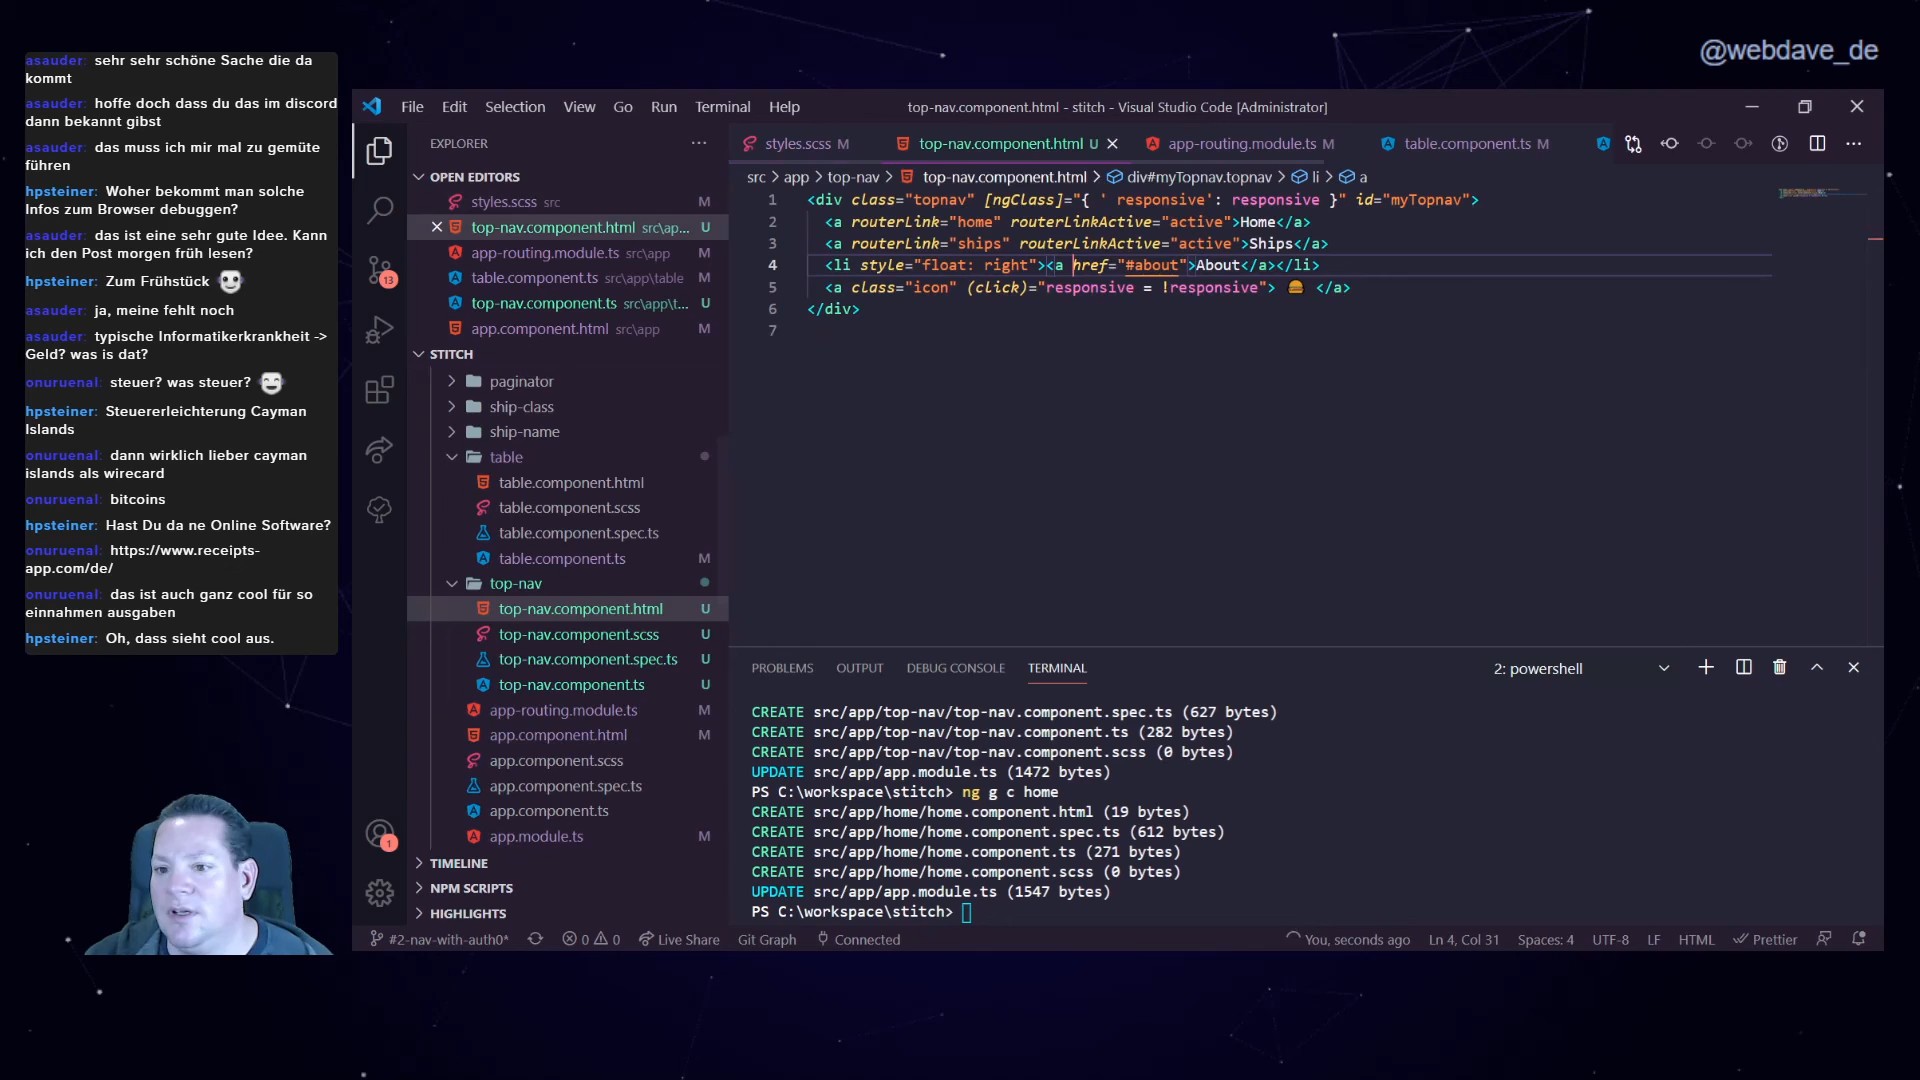 @webdave_de
asauder: sehr sehr schöne Sache die da
kommt
asauder: hoffe doch dass du das im discord
dann bekannt gibst
asauder: das muss ich mir mal zu gemüte
führen
hpsteiner: Woher bekommt man solche
Infos zum Browser debuggen?
asauder: das ist eine sehr gute Idee. Kann
ich den Post morgen früh lesen?
hpsteiner: Zum Frühstück
asauder: ja, meine fehlt noch
asauder: typische Informatikerkrankheit ->
Geld? was is dat?
onuruenal: steuer? was steuer?
hpsteiner: Steuererleichterung Cayman
Islands
onuruenal: dann wirklich lieber cayman
islands als wirecard
onuruenal: bitcoins
hpsteiner: Hast Du da ne Online Software?
onuruenal: https://www.receipts-
app.com/de/
onuruenal: das ist auch ganz cool für so
einnahmen ausgaben
hpsteiner: Oh, dass sieht cool aus.
File Edit Selection View Go Run Terminal Help
top-nav.component.html - stitch - Visual Studio Code [Administrator]
13
1
EXPLORER
OPEN EDITORS
styles.scss src M
top-nav.component.html src\ap... U
app-routing.module.ts src\app M
table.component.ts src\app\table M
top-nav.component.ts src\app\t... U
app.component.html src\app M
STITCH
paginator
ship-class
ship-name
table
table.component.html
table.component.scss
table.component.spec.ts
table.component.ts M
top-nav
top-nav.component.html U
top-nav.component.scss U
top-nav.component.spec.ts U
top-nav.component.ts U
app-routing.module.ts M
app.component.html M
app.component.scss
app.component.spec.ts
app.component.ts
app.module.ts M
TIMELINE
NPM SCRIPTS
HIGHLIGHTS
styles.scss M
top-nav.component.html U
app-routing.module.ts M
table.component.ts M
src > app > top-nav > top-nav.component.html > div#myTopnav.topnav > li > a
1 <div class="topnav" [ngClass]="{ ' responsive': responsive }" id="myTopnav">
2 <a routerLink="home" routerLinkActive="active">Home</a>
3 <a routerLink="ships" routerLinkActive="active">Ships</a>
4 <li style="float: right"><a href="#about">About</a></li>
5 <a class="icon" (click)="responsive = !responsive"> 🍔 </a>
6 </div>
7
PROBLEMS OUTPUT DEBUG CONSOLE TERMINAL
2: powershell
CREATE src/app/top-nav/top-nav.component.spec.ts (627 bytes)
CREATE src/app/top-nav/top-nav.component.ts (282 bytes)
CREATE src/app/top-nav/top-nav.component.scss (0 bytes)
UPDATE src/app/app.module.ts (1472 bytes)
PS C:\workspace\stitch> ng g c home
CREATE src/app/home/home.component.html (19 bytes)
CREATE src/app/home/home.component.spec.ts (612 bytes)
CREATE src/app/home/home.component.ts (271 bytes)
CREATE src/app/home/home.component.scss (0 bytes)
UPDATE src/app/app.module.ts (1547 bytes)
PS C:\workspace\stitch>
#2-nav-with-auth0* 0 0 Live Share Git Graph Connected
You, seconds ago Ln 4, Col 31 Spaces: 4 UTF-8 LF HTML Prettier